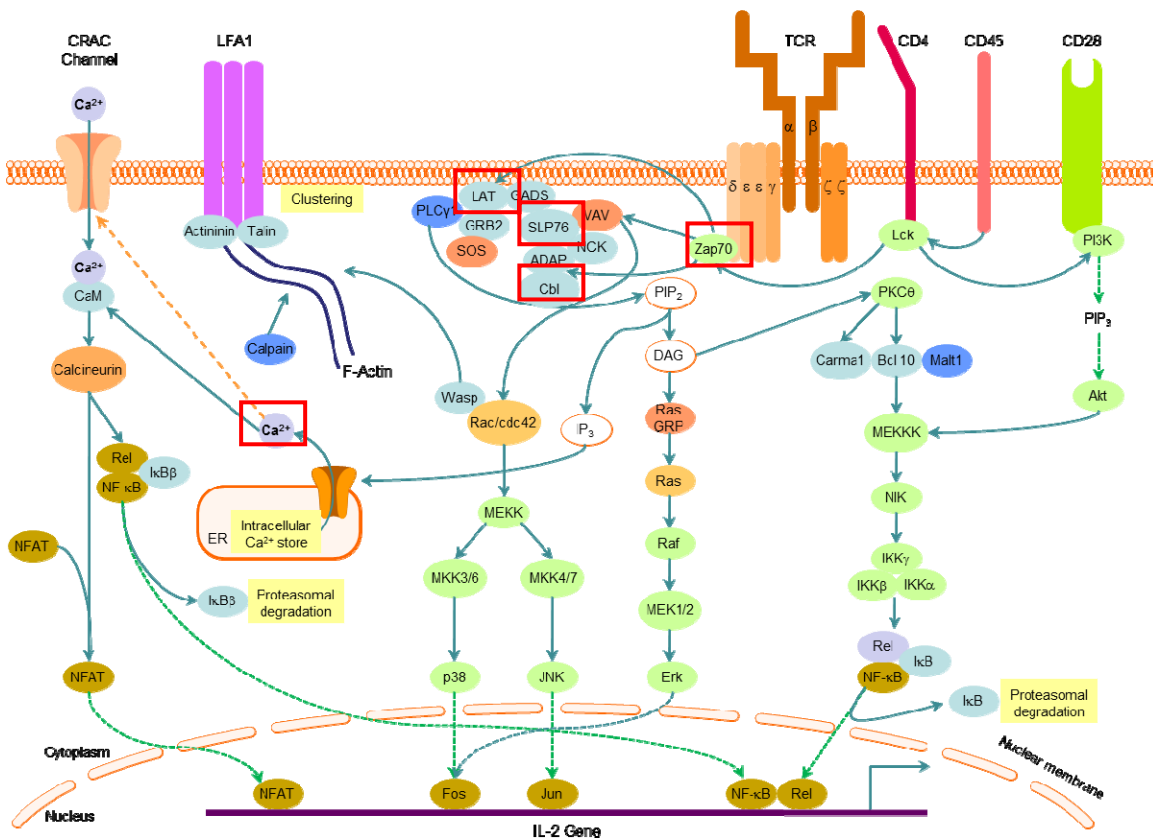 CRAC
Channel
LFA1
TCR
CD4
CD45
CD28
Ca²⁺
α
β
δ ε ε γ
ζ ζ
Clustering
LAT
GADS
PLCγ1
GRB2
SLP76
VAV
SOS
NCK
ADAP
Cbl
Zap70
Lck
PI3K
Actininin
Talin
Ca²⁺
CaM
PIP₂
PKCθ
PIP₃
Calpain
F-Actin
DAG
Carma1
Bcl10
Malt1
Calcineurin
Wasp
Rac/cdc42
Ras
GRP
IP₃
Akt
Ca²⁺
MEKKK
Rel
NF-κB
IκBβ
Ras
NIK
ER
Intracellular
Ca²⁺ store
MEKK
NFAT
Raf
IKKγ
IKKβ
IKKα
MKK3/6
MKK4/7
IκBβ
Proteasomal
degradation
MEK1/2
Rel
IκB
NF-κB
NFAT
p38
JNK
Erk
IκB
Proteasomal
degradation
Cytoplasm
Nuclear membrane
Nucleus
NFAT
Fos
Jun
NF-κB
Rel
IL-2 Gene